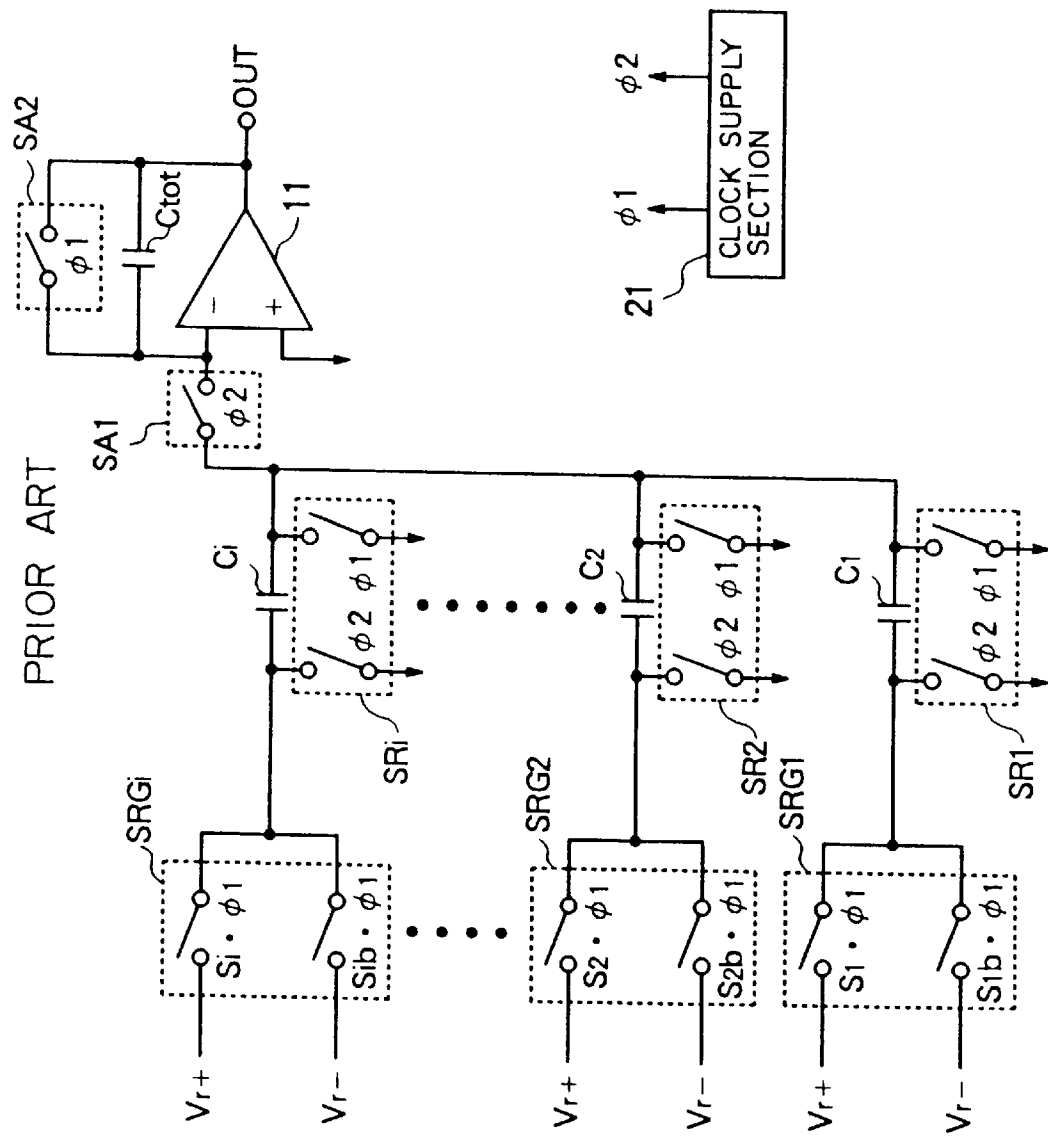 PRIOR ART
SA2
ϕ1
Ctot
OUT
SA1
ϕ2
−
+
11
SRGi
Vr+
Si・ϕ1
Vr−
Sib・ϕ1
Ci
ϕ2 ϕ1
SRi
SRG2
Vr+
S2・ϕ1
Vr−
S2b・ϕ1
C2
ϕ2 ϕ1
SR2
SRG1
Vr+
S1・ϕ1
Vr−
S1b・ϕ1
C1
ϕ2 ϕ1
SR1
ϕ1 ϕ2
21
CLOCK SUPPLY
SECTION